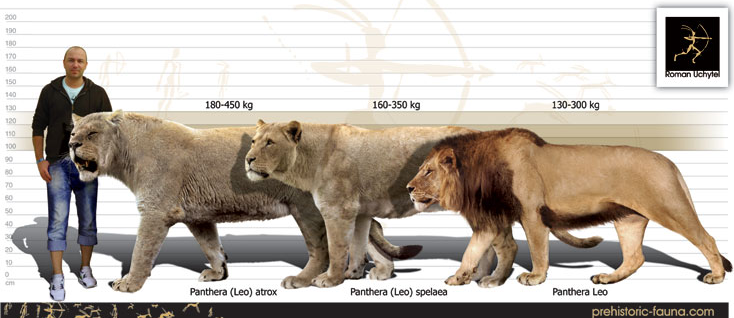 200
190
180
170
160
150
140
130
120
110
100
90
80
70
60
50
40
30
20
10
0
cm
Roman Uchytel
180-450 kg
160-350 kg
130-300 kg
Panthera (Leo) atrox
Panthera (Leo) spelaea
Panthera Leo
prehistoric-fauna.com